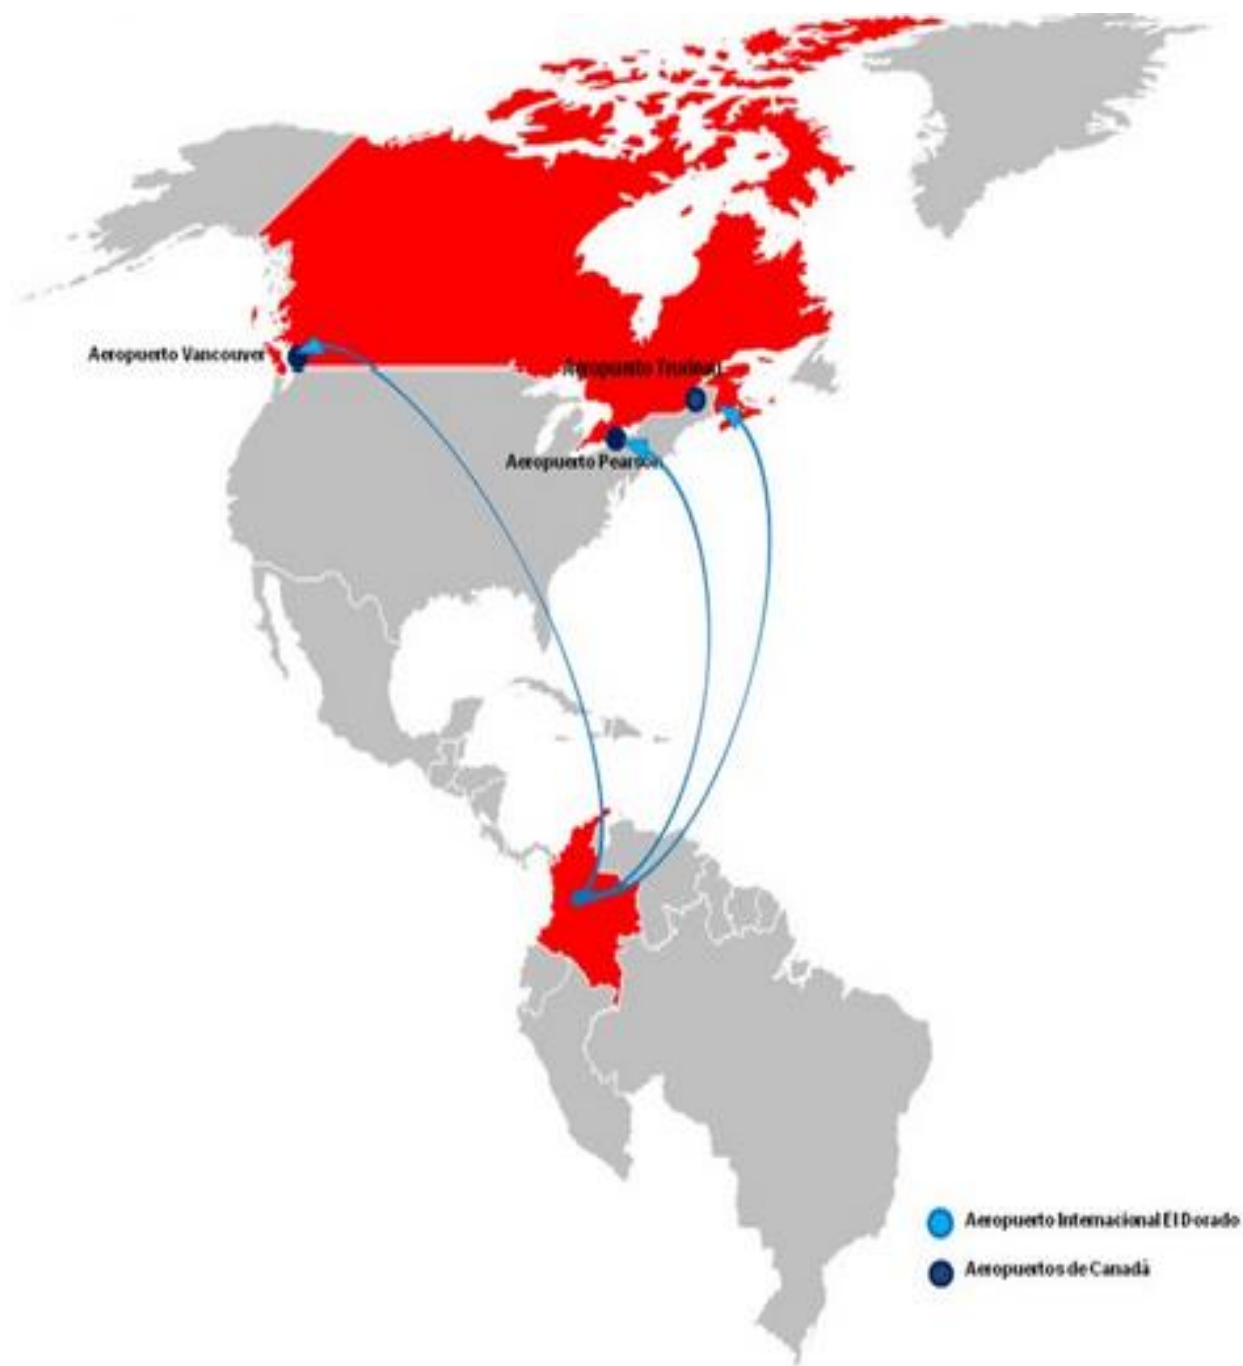 Aeropuerto Vancouver
Aeropuerto Trudeau
Aeropuerto Pearson
Aeropuerto Internacional El Dorado
Aeropuertos de Canadá